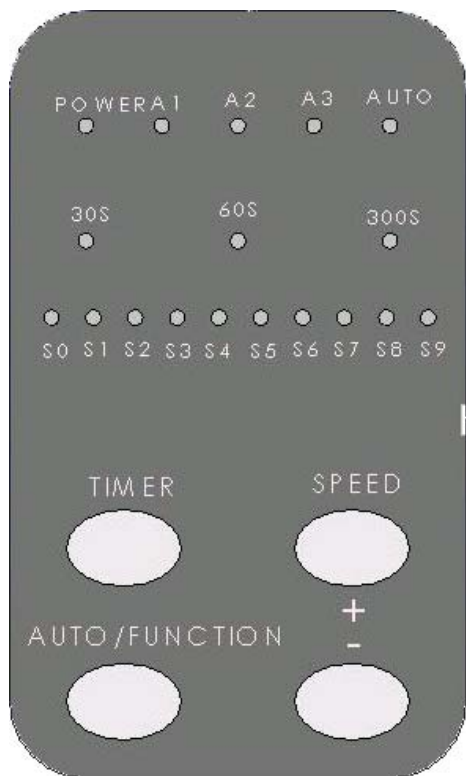 POWER A1 A2 A3 AUTO
30S 60S 300S
S0 S1 S2 S3 S4 S5 S6 S7 S8 S9
TIMER SPEED
+
AUTO/FUNCTION -